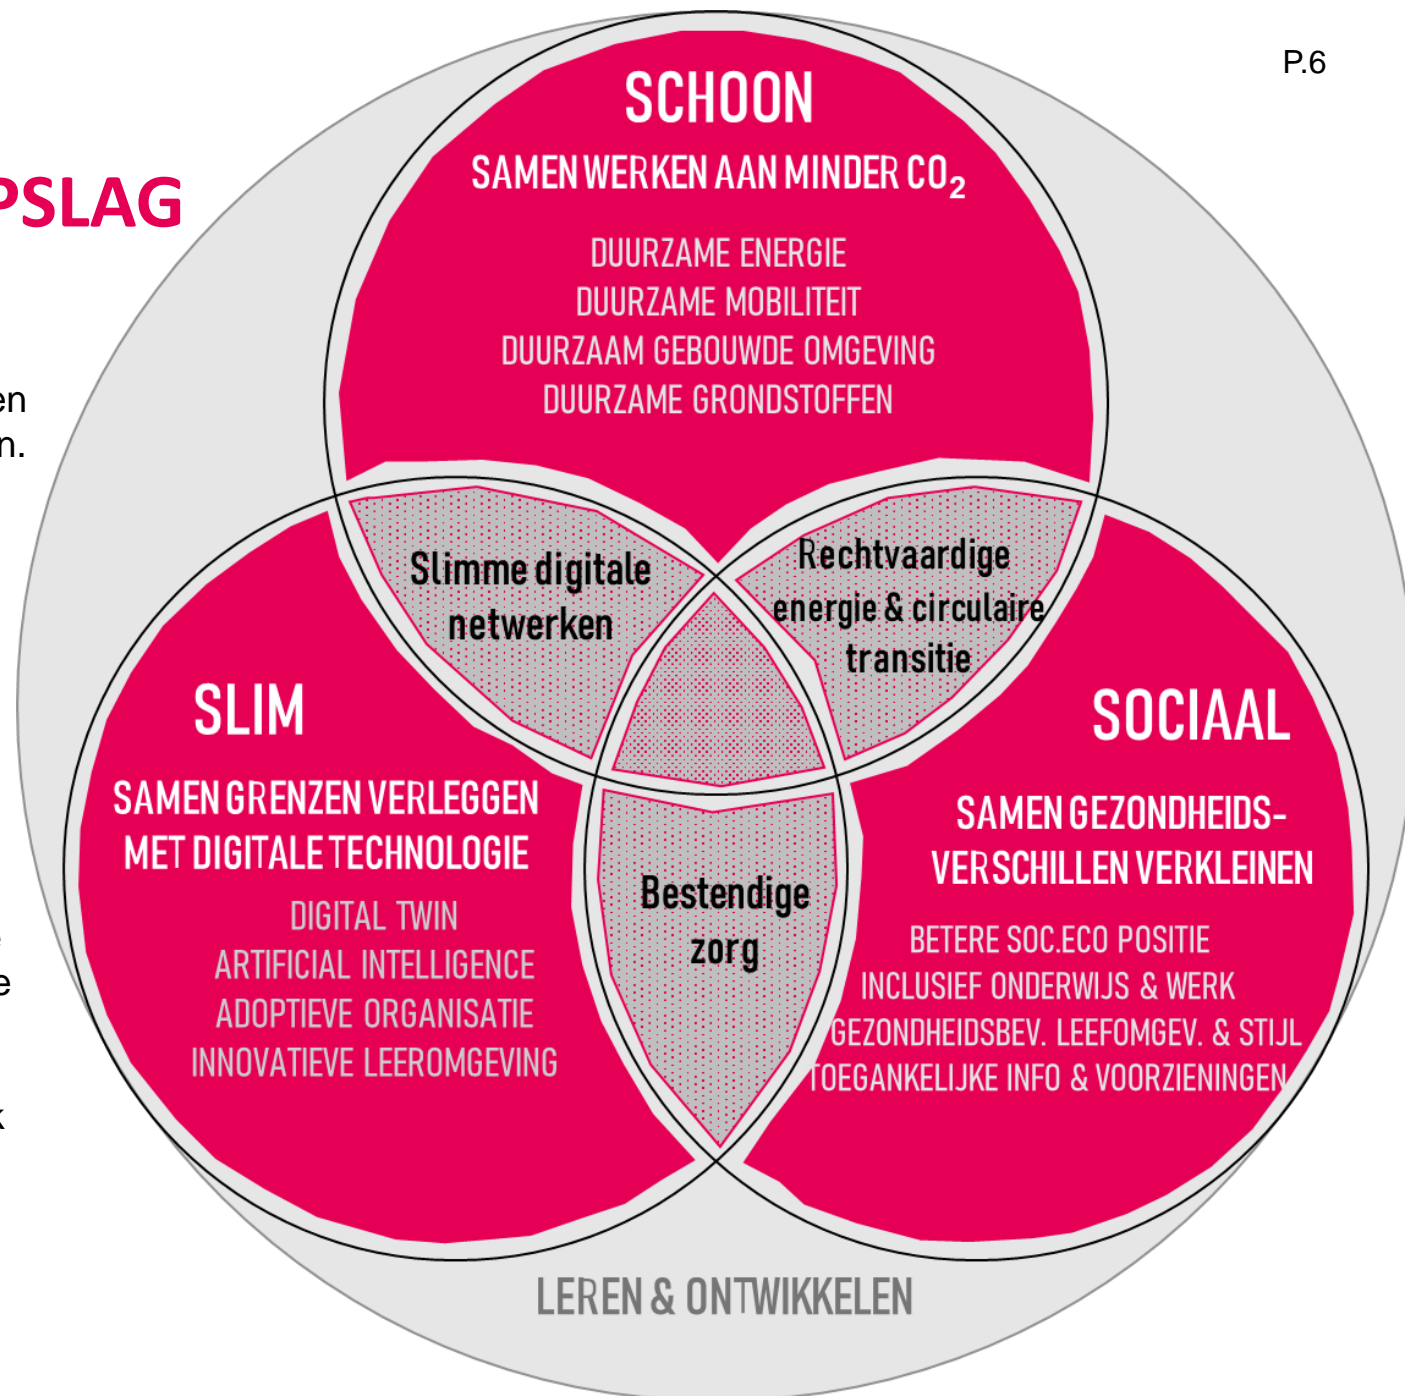 P.6
PSLAG
en
n.
e
e
k
SCHOON
SAMEN WERKEN AAN MINDER CO₂
DUURZAME ENERGIE
DUURZAME MOBILITEIT
DUURZAAM GEBOUWDE OMGEVING
DUURZAME GRONDSTOFFEN
Slimme digitale
netwerken
Rechtvaardige
energie & circulaire
transitie
SLIM
SAMEN GRENZEN VERLEGGEN
MET DIGITALE TECHNOLOGIE
DIGITAL TWIN
ARTIFICIAL INTELLIGENCE
ADOPTIEVE ORGANISATIE
INNOVATIEVE LEEROMGEVING
SOCIAAL
SAMEN GEZONDHEIDS-
VERSCHILLEN VERKLEINEN
BETERE SOC.ECO POSITIE
INCLUSIEF ONDERWIJS & WERK
GEZONDHEIDSBEV. LEEFOMGEV. & STIJL
TOEGANKELIJKE INFO & VOORZIENINGEN
Bestendige
zorg
LEREN & ONTWIKKELEN